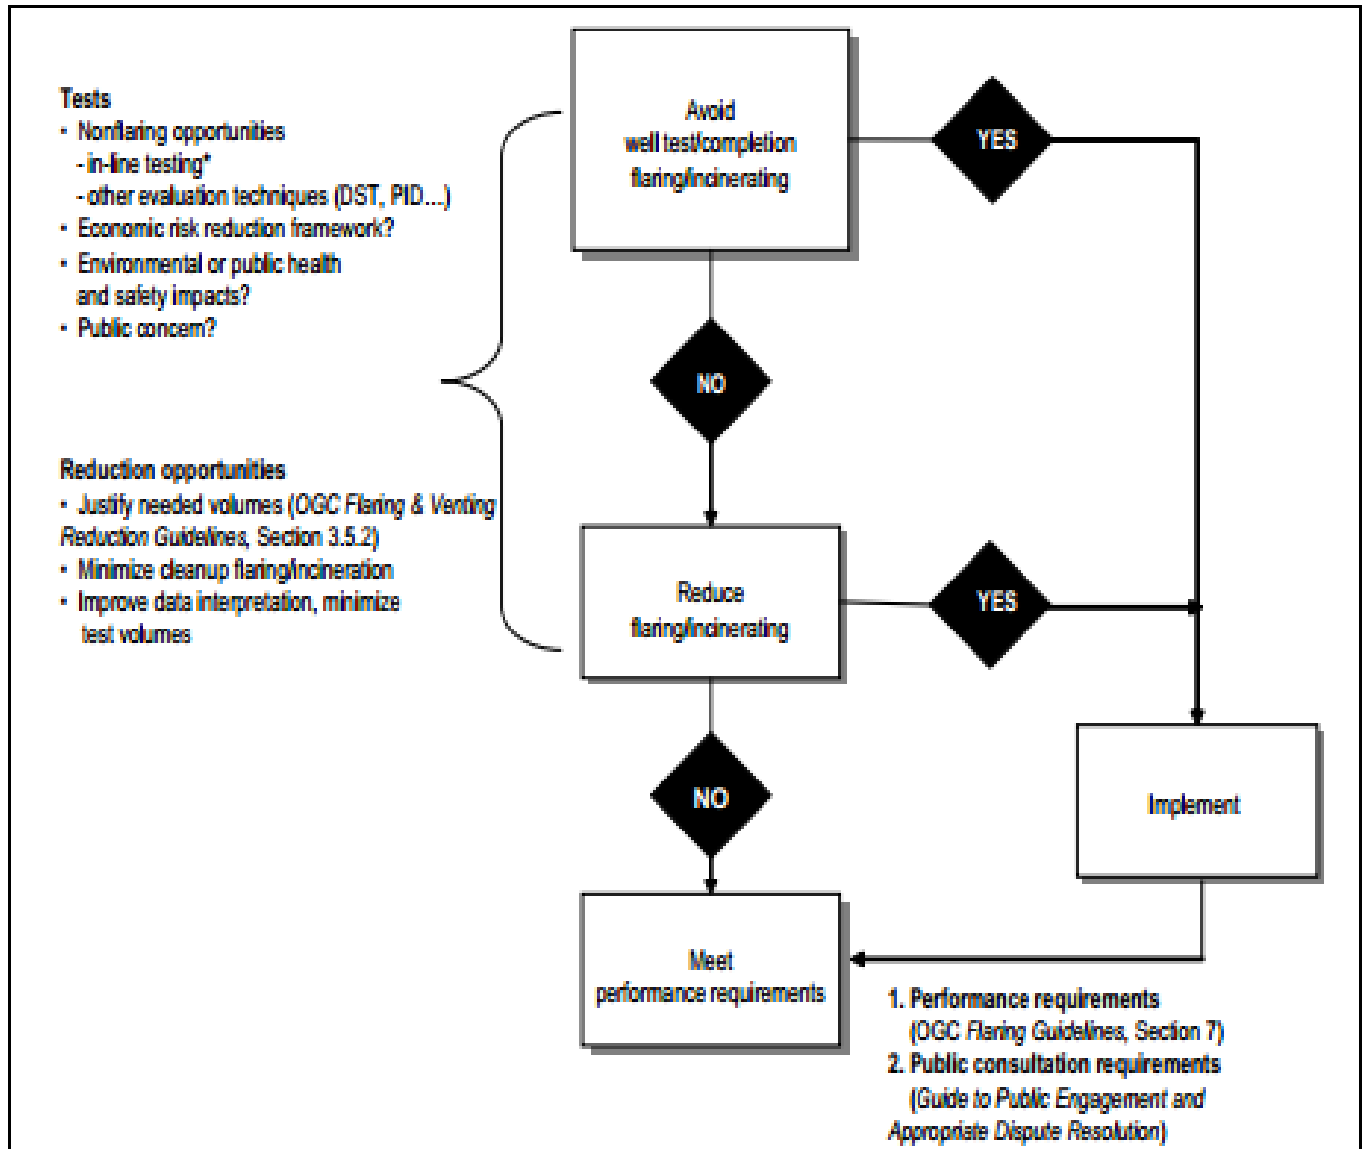 Tests
• Nonflaring opportunities
- in-line testing*
- other evaluation techniques (DST, PID...)
• Economic risk reduction framework?
• Environmental or public health
and safety impacts?
• Public concern?
Reduction opportunities
• Justify needed volumes (OGC Flaring & Venting
Reduction Guidelines, Section 3.5.2)
• Minimize cleanup flaring/incineration
• Improve data interpretation, minimize
test volumes
Avoid
well test/completion
flaring/incinerating
YES
NO
Reduce
flaring/incinerating
YES
NO
Implement
Meet
performance requirements
1. Performance requirements
(OGC Flaring Guidelines, Section 7)
2. Public consultation requirements
(Guide to Public Engagement and
Appropriate Dispute Resolution)